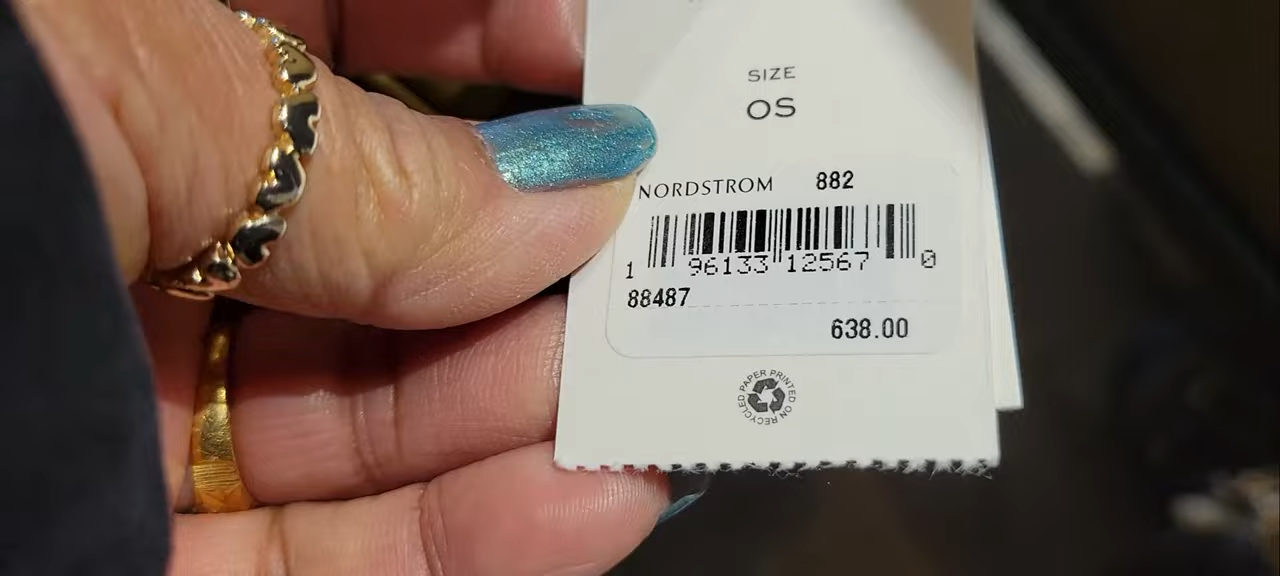 SIZE
OS
NORDSTROM 882
1 96133 12567 0
88487
638.00
PAPER PRINTED ON RECYCLED